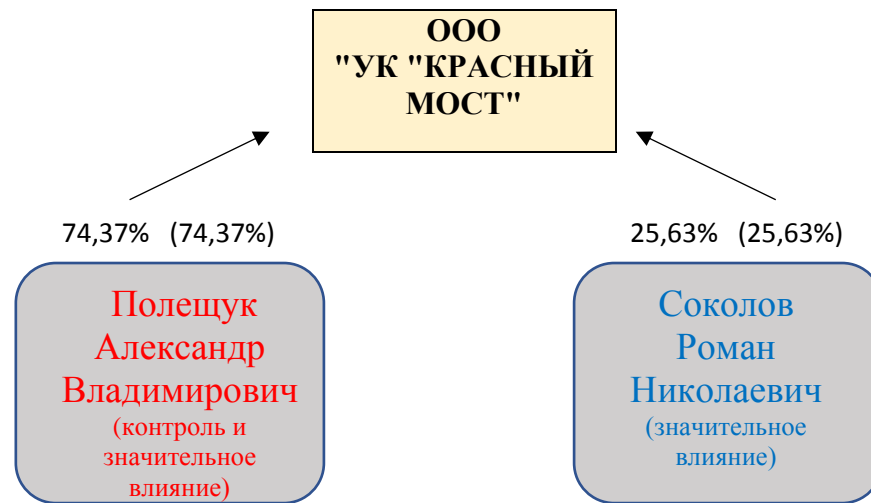 ООО
"УК "КРАСНЫЙ
МОСТ"
74,37% (74,37%)
25,63% (25,63%)
Полещук
Александр
Владимирович
(контроль и
значительное
влияние)
Соколов
Роман
Николаевич
(значительное
влияние)